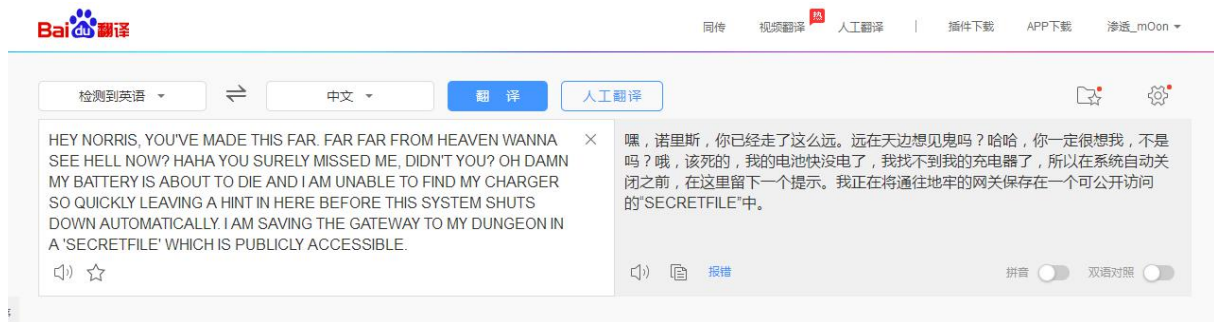 Bai du 翻译
同传 视频翻译 热 人工翻译 | 插件下载 APP下载 渗透_mOon
检测到英语 中文 翻 译 人工翻译
HEY NORRIS, YOU'VE MADE THIS FAR. FAR FAR FROM HEAVEN WANNA
SEE HELL NOW? HAHA YOU SURELY MISSED ME, DIDN'T YOU? OH DAMN
MY BATTERY IS ABOUT TO DIE AND I AM UNABLE TO FIND MY CHARGER
SO QUICKLY LEAVING A HINT IN HERE BEFORE THIS SYSTEM SHUTS
DOWN AUTOMATICALLY. I AM SAVING THE GATEWAY TO MY DUNGEON IN
A 'SECRETFILE' WHICH IS PUBLICLY ACCESSIBLE.
嘿，诺里斯，你已经走了这么远。远在天边想见鬼吗？哈哈，你一定很想我，不是
吗？哦，该死的，我的电池快没电了，我找不到我的充电器了，所以在系统自动关
闭之前，在这里留下一个提示。我正在将通往地牢的网关保存在一个可公开访问
的“SECRETFILE”中。
报错 拼音 双语对照